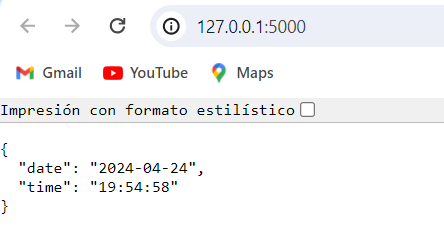 127.0.0.1:5000
Gmail YouTube Maps
Impresión con formato estilístico
{
"date": "2024-04-24",
"time": "19:54:58"
}